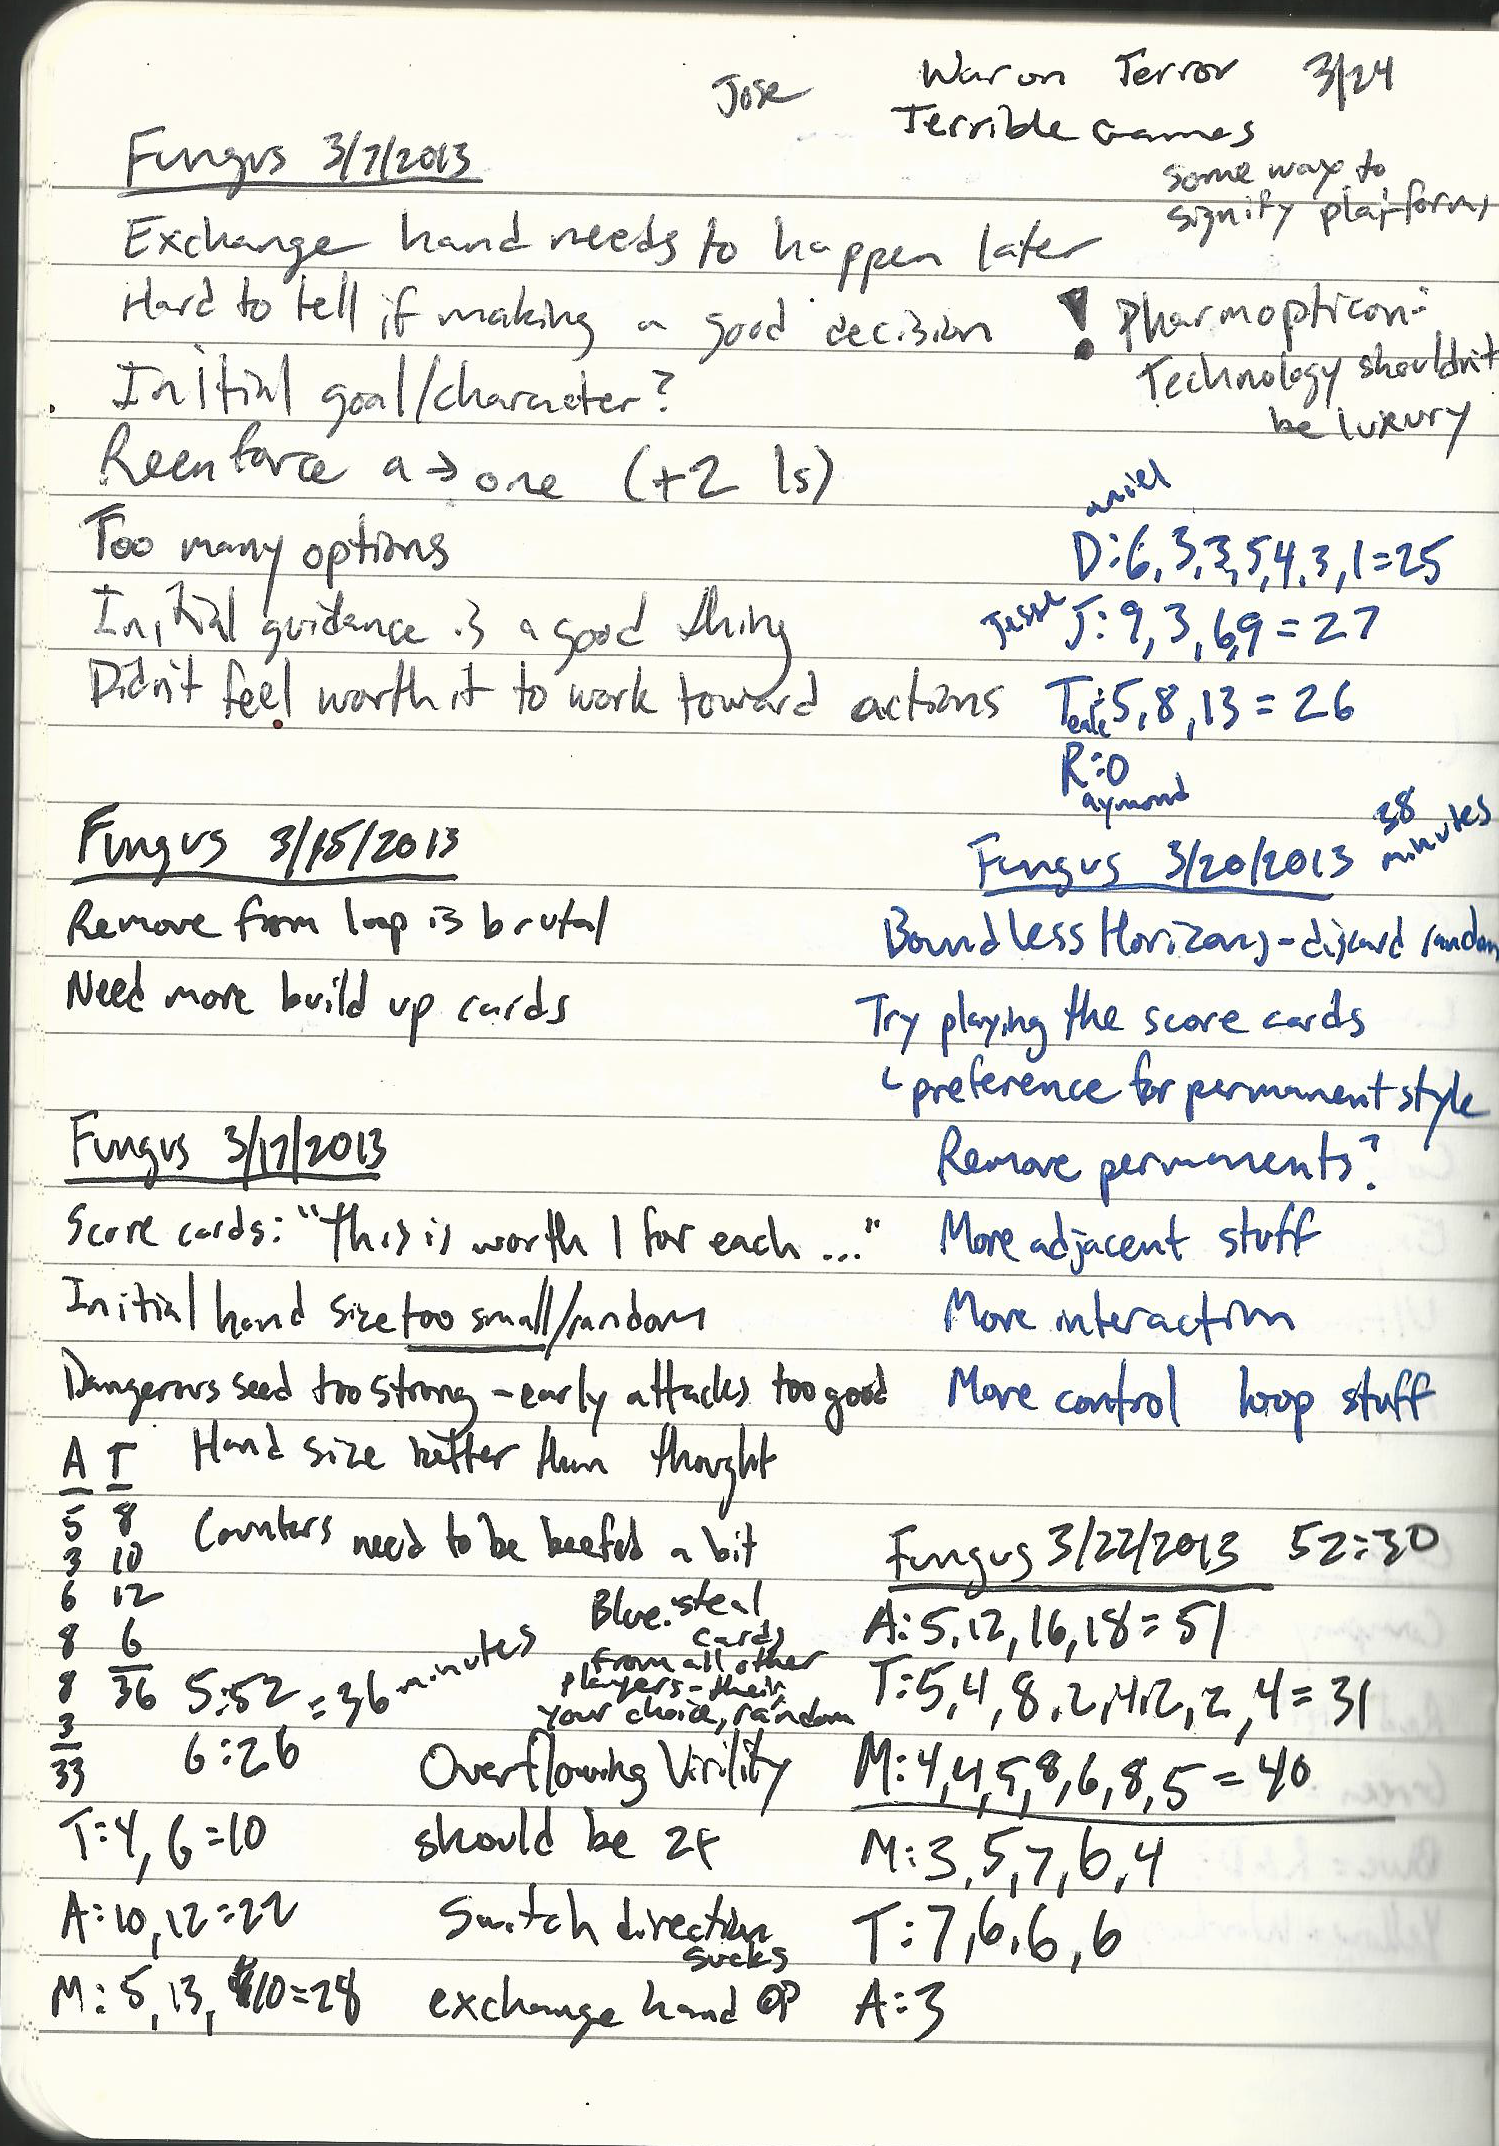 Jose
War on Terror 3/24
Terrible Games
some way to
signify platforms
Fungus 3/7/2013
Exchange hand needs to happen later
Hard to tell if making a good decision
Initial goal/character?
Reenforce a → one (+2 1s)
Too many options
Initial guidance is a good thing
Didn't feel worth it to work toward actions
! Pharmopticon:
Technology shouldn't
be luxury
aniel
D: 6, 3, 3, 5, 4, 3, 1 = 25
Jesse J: 9, 3, 6, 9 = 27
T: 5, 8, 13 = 26
R: 0
aymond
Fungus 3/15/2013
Remove from loop is brutal
Need more build up cards
Fungus 3/17/2013
Score cards: "This is worth 1 for each ..."
Initial hand size too small/random
Dangerous seed too strong - early attacks too good
Hand size better than thought
Counters need to be beefed a bit
A T
5 8
3 10
6 12
8 6
8 36
3
33
5:52 = 36 minutes
6:26
T: 4, 6 = 10
A: 10, 12 = 22
M: 5, 13, 10 = 28
Blue: steal
cards
from all other
players - their,
your choice, random
Overflowing Virility
should be 2f
Switch direction
sucks
exchange hand OP
Fungus 3/20/2013 38 minutes
Boundless Horizons - discard random
Try playing the score cards
↳ preference for permanent style
Remove permanents?
More adjacent stuff
More interaction
More control loop stuff
Fungus 3/22/2013 52:30
A: 5, 12, 16, 18 = 51
T: 5, 4, 8, 2, 4, 2, 2, 4 = 31
M: 4, 4, 5, 8, 6, 8, 5 = 40
M: 3, 5, 7, 6, 4
T: 7, 6, 6, 6
A: 3